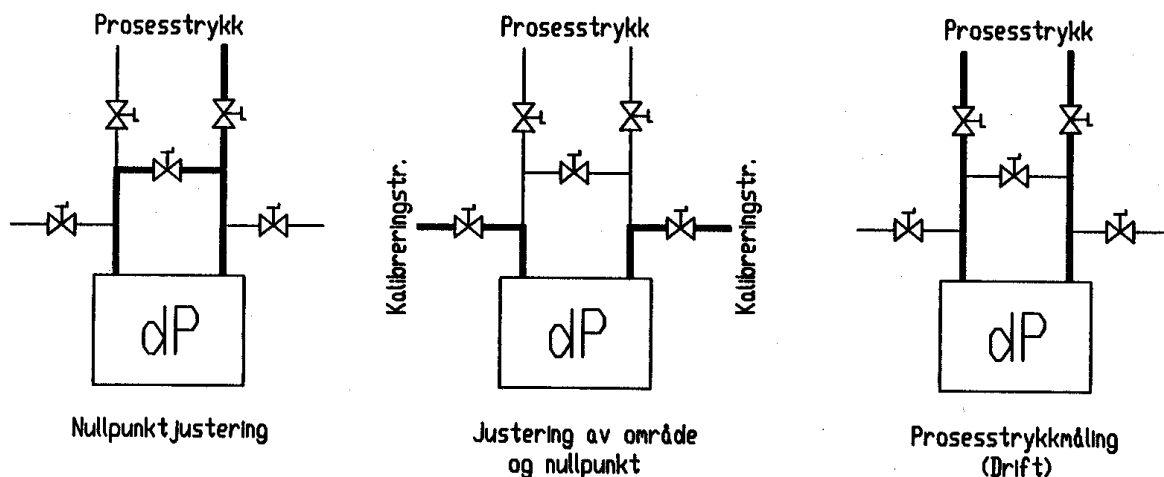 Prosesstrykk
dP
Nullpunktjustering
Prosesstrykk
Kalibreringstr.
Kalibreringstr.
dP
Justering av område
og nullpunkt
Prosesstrykk
dP
Prosesstrykkmåling
(Drift)